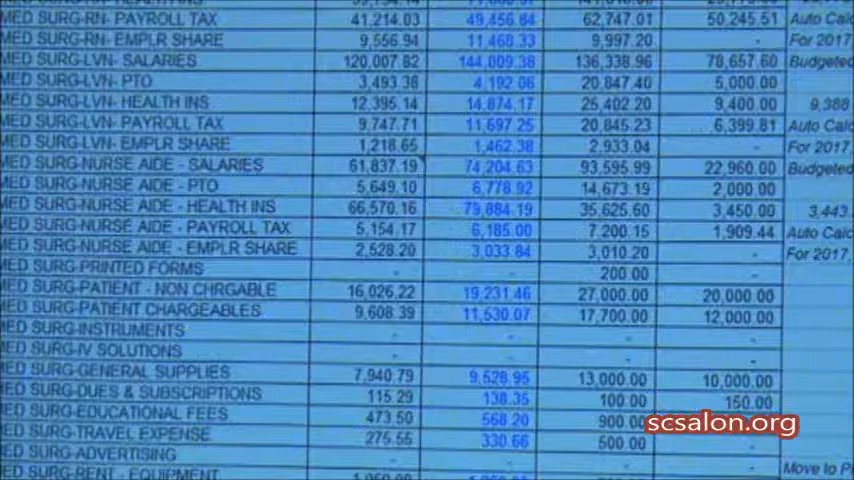 MED SURG-RN- PAYROLL TAX 41,214.03 49,456.84 62,747.01 50,245.51 Auto Calc
MED SURG-RN- EMPLR SHARE 9,556.94 11,468.33 9,997.20 - For 2017,
MED SURG-LVN- SALARIES 120,007.82 144,009.38 136,338.96 78,657.60 Budgeted
MED SURG-LVN- PTO 3,493.38 4,192.06 20,847.40 5,000.00
MED SURG-LVN- HEALTH INS 12,395.14 14,874.17 25,402.20 9,400.00 9,388
MED SURG-LVN- PAYROLL TAX 9,747.71 11,697.25 20,845.23 6,399.81 Auto Calc
MED SURG-LVN- EMPLR SHARE 1,218.65 1,462.38 2,933.04 - For 2017,
MED SURG-NURSE AIDE - SALARIES 61,837.19 74,204.63 93,595.99 22,960.00 Budgeted
MED SURG-NURSE AIDE - PTO 5,649.10 6,778.92 14,673.19 2,000.00
MED SURG-NURSE AIDE - HEALTH INS 66,570.16 79,884.19 35,625.60 3,450.00 3,443.
MED SURG-NURSE AIDE - PAYROLL TAX 5,154.17 6,185.00 7,200.15 1,909.44 Auto Calc
MED SURG-NURSE AIDE - EMPLR SHARE 2,528.20 3,033.84 3,010.20 - For 2017,
MED SURG-PRINTED FORMS - - 200.00
MED SURG-PATIENT - NON CHRGABLE 16,026.22 19,231.46 27,000.00 20,000.00
MED SURG-PATIENT CHARGEABLES 9,608.39 11,530.07 17,700.00 12,000.00
MED SURG-INSTRUMENTS - - - -
MED SURG-IV SOLUTIONS - - - -
MED SURG-GENERAL SUPPLIES 7,940.79 9,528.95 13,000.00 10,000.00
MED SURG-DUES & SUBSCRIPTIONS 115.29 138.35 100.00 150.00
MED SURG-EDUCATIONAL FEES 473.50 568.20 900.00
MED SURG-TRAVEL EXPENSE 275.55 330.66 500.00
MED SURG-ADVERTISING - - - -
MED SURG-RENT - EQUIPMENT Move to
scsalon.org